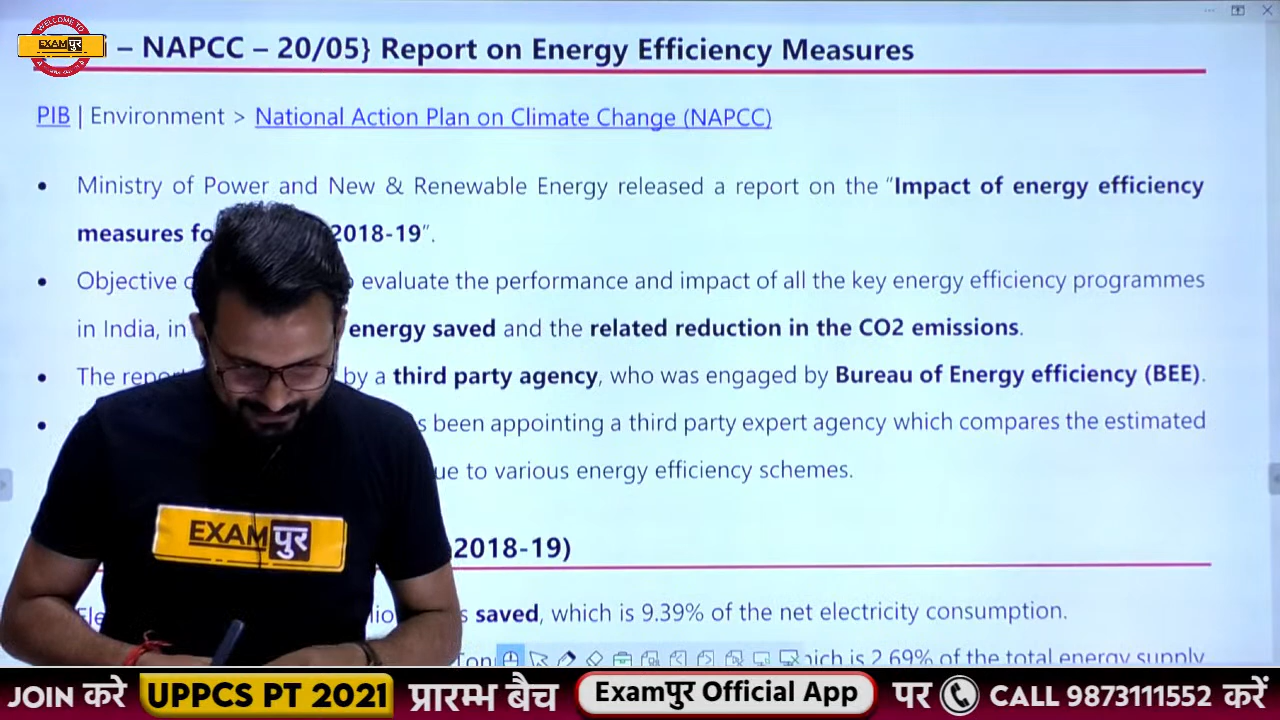 WELCOME TO
EXAMपुर
– NAPCC – 20/05} Report on Energy Efficiency Measures
PIB | Environment > National Action Plan on Climate Change (NAPCC)
• Ministry of Power and New & Renewable Energy released a report on the “Impact of energy efficiency
measures fo 2018-19”.
• Objective evaluate the performance and impact of all the key energy efficiency programmes
in India, in energy saved and the related reduction in the CO2 emissions.
• The by a third party agency, who was engaged by Bureau of Energy efficiency (BEE).
• s been appointing a third party expert agency which compares the estimated
ue to various energy efficiency schemes.
2018-19)
saved, which is 9.39% of the net electricity consumption.
2.69% of the total energy supply
EXAMपुर
JOIN करे UPPCS PT 2021 प्रारम्भ बैच Examपुर Official App पर CALL 9873111552 करें